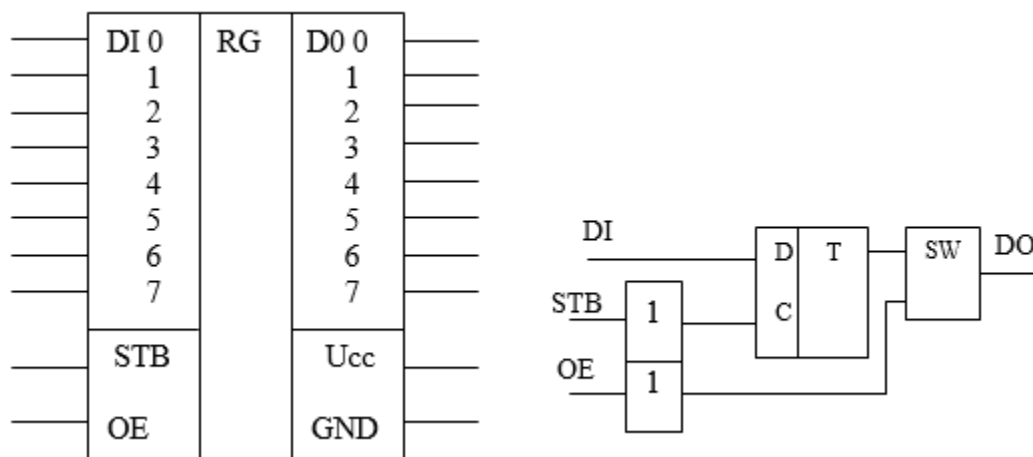 DI 0 RG D0 0
1 1
2 2
3 3
4 4
5 5
6 6
7 7
STB Ucc
OE GND
DI D T SW DO
STB 1 C
OE 1